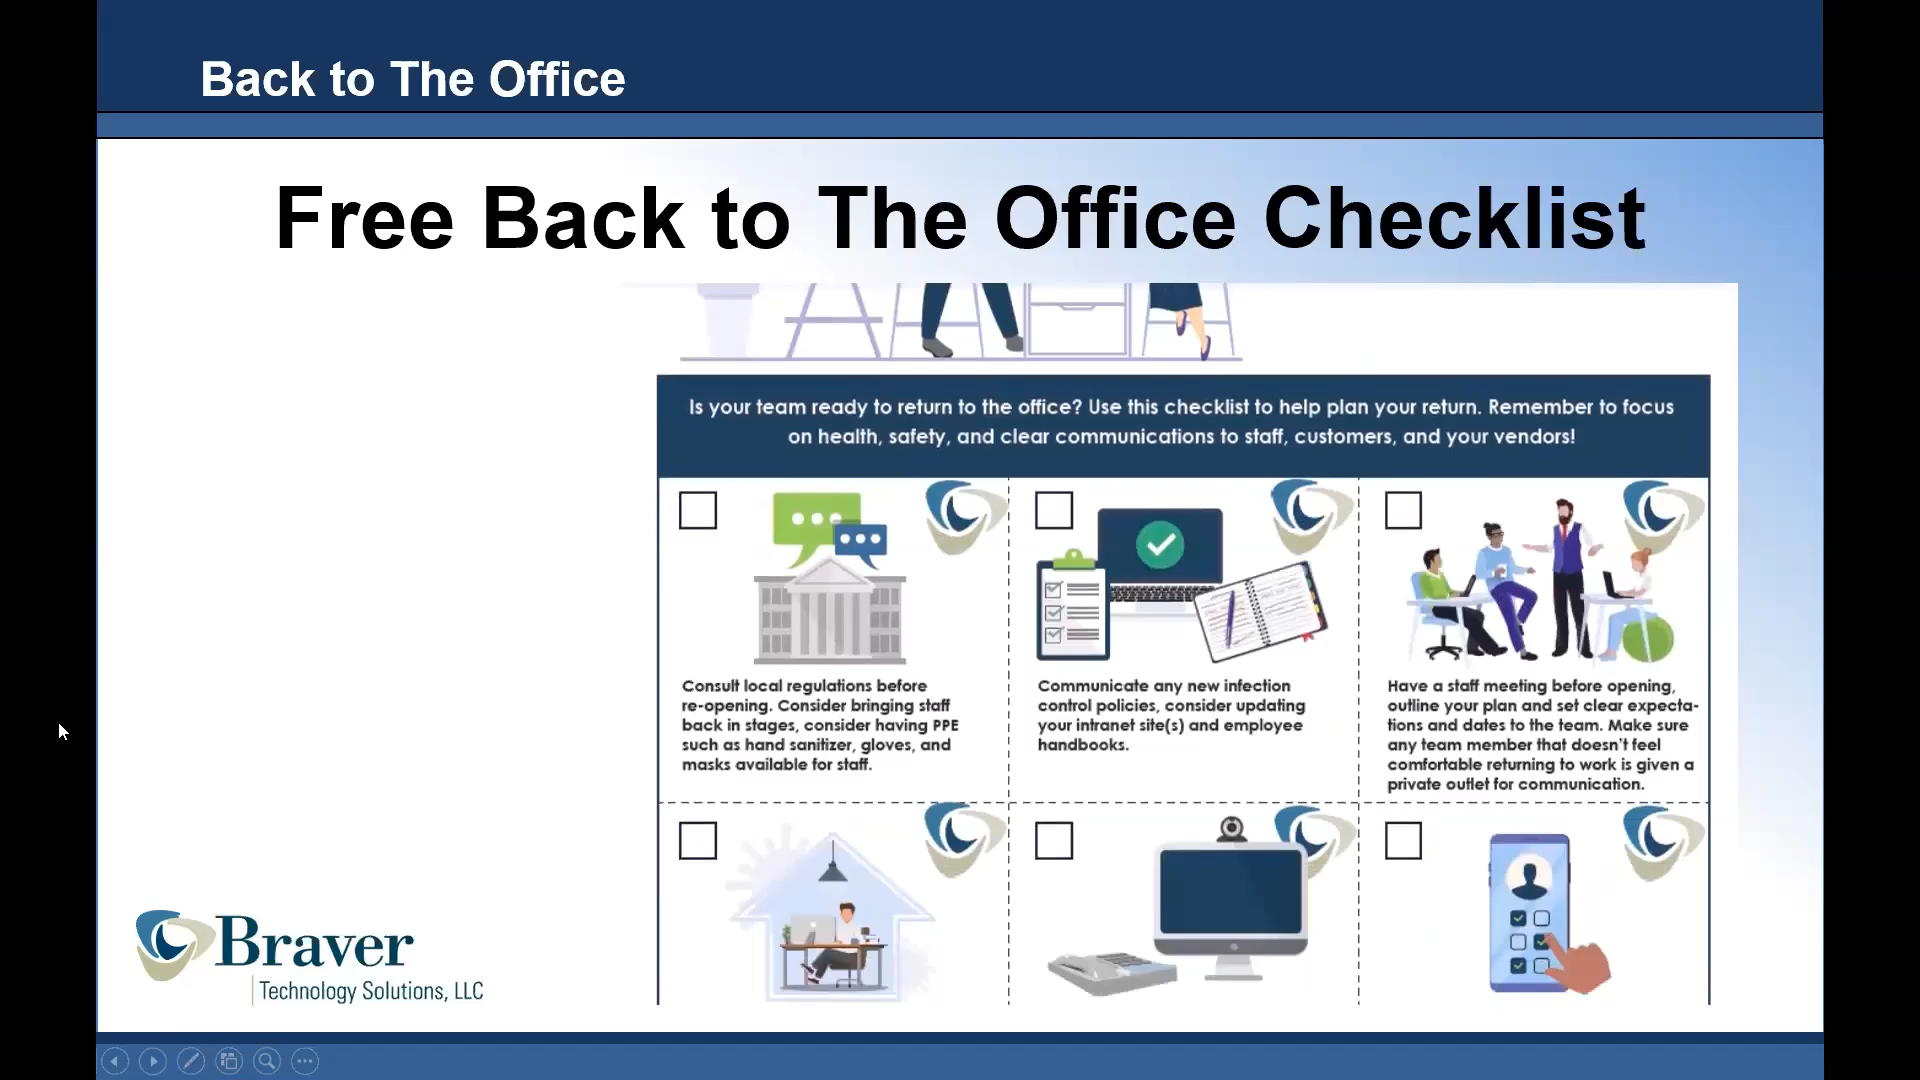 Back to The Office
Free Back to The Office Checklist
Is your team ready to return to the office? Use this checklist to help plan your return. Remember to focus
on health, safety, and clear communications to staff, customers, and your vendors!
Consult local regulations before
re-opening. Consider bringing staff
back in stages, consider having PPE
such as hand sanitizer, gloves, and
masks available for staff.
Communicate any new infection
control policies, consider updating
your intranet site(s) and employee
handbooks.
Have a staff meeting before opening,
outline your plan and set clear expecta-
tions and dates to the team. Make sure
any team member that doesn't feel
comfortable returning to work is given a
private outlet for communication.
Braver
Technology Solutions, LLC